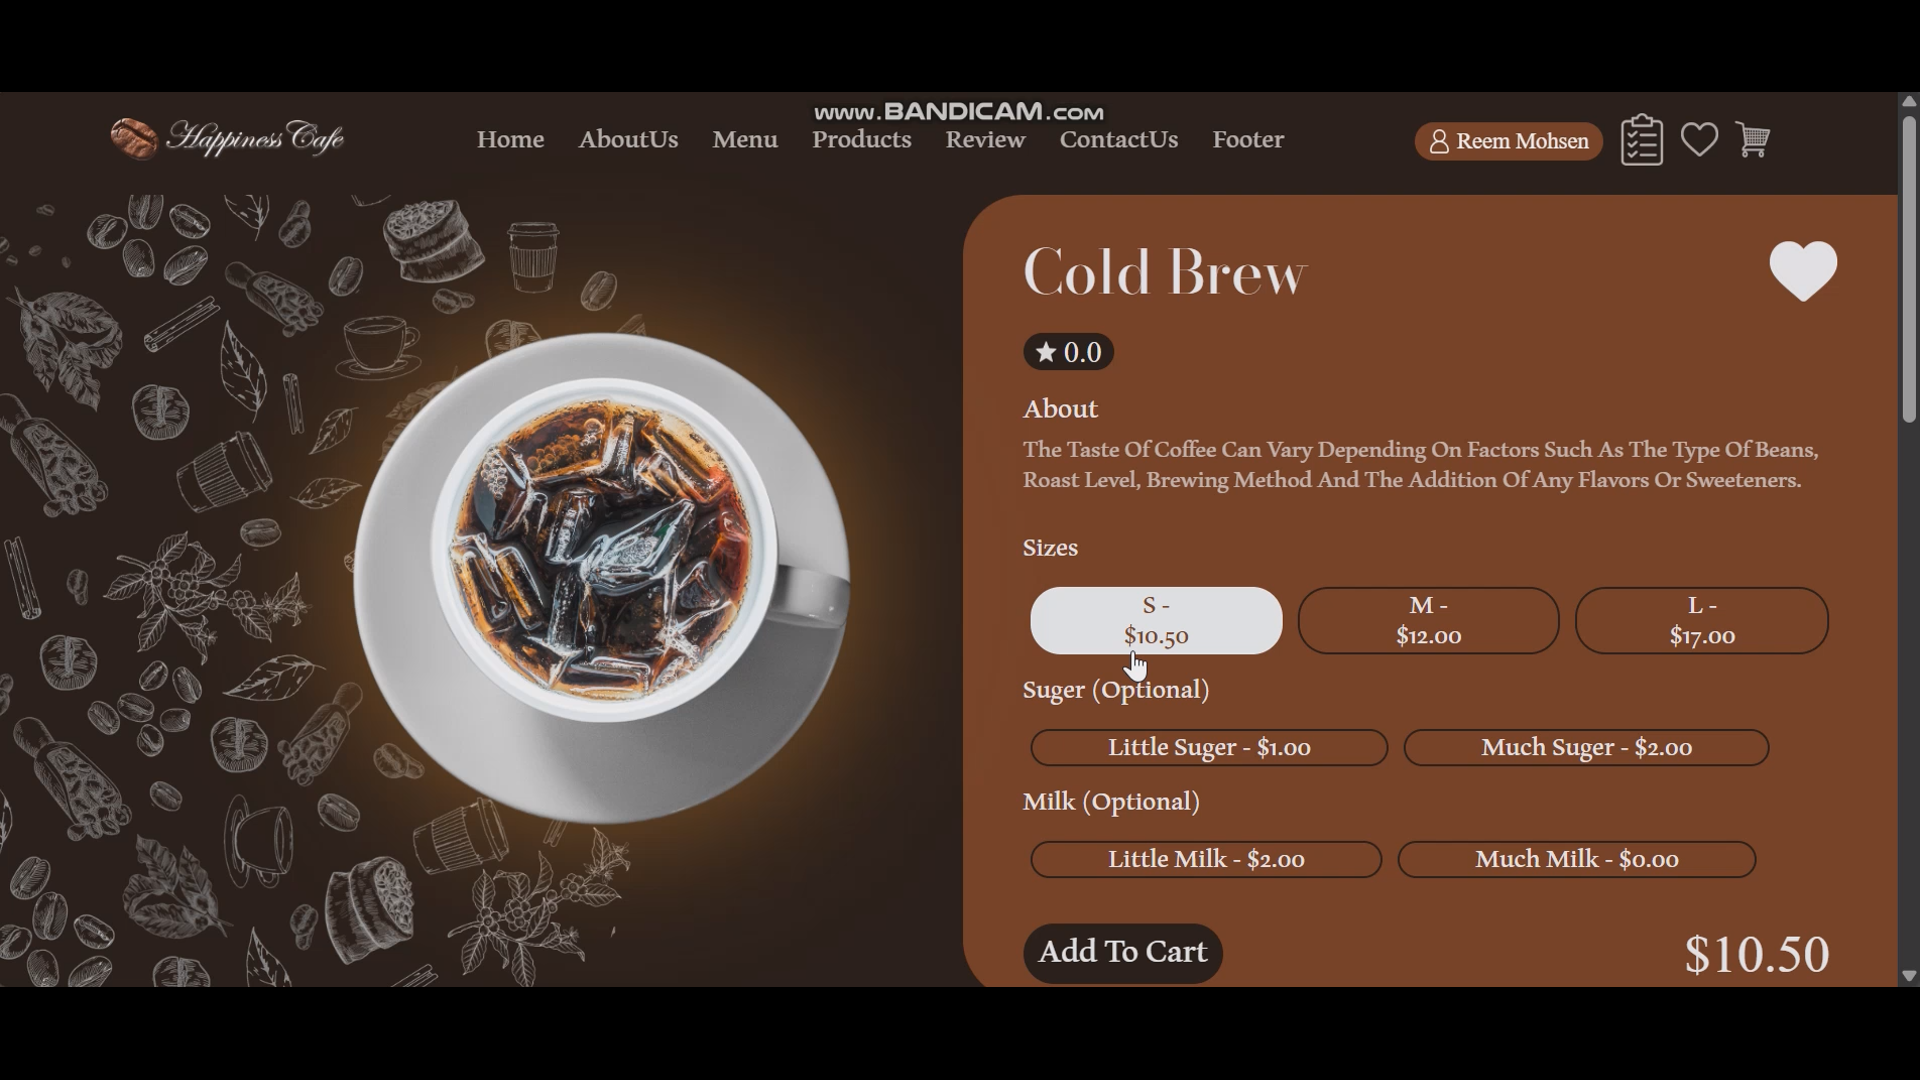 www.BANDICAM.com
Happiness Cafe
Home AboutUs Menu Products Review ContactUs Footer
Reem Mohsen
Cold Brew
★ 0.0
About
The Taste Of Coffee Can Vary Depending On Factors Such As The Type Of Beans,
Roast Level, Brewing Method And The Addition Of Any Flavors Or Sweeteners.
Sizes
S -
$10.50
M -
$12.00
L -
$17.00
Suger (Optional)
Little Suger - $1.00
Much Suger - $2.00
Milk (Optional)
Little Milk - $2.00
Much Milk - $0.00
Add To Cart
$10.50